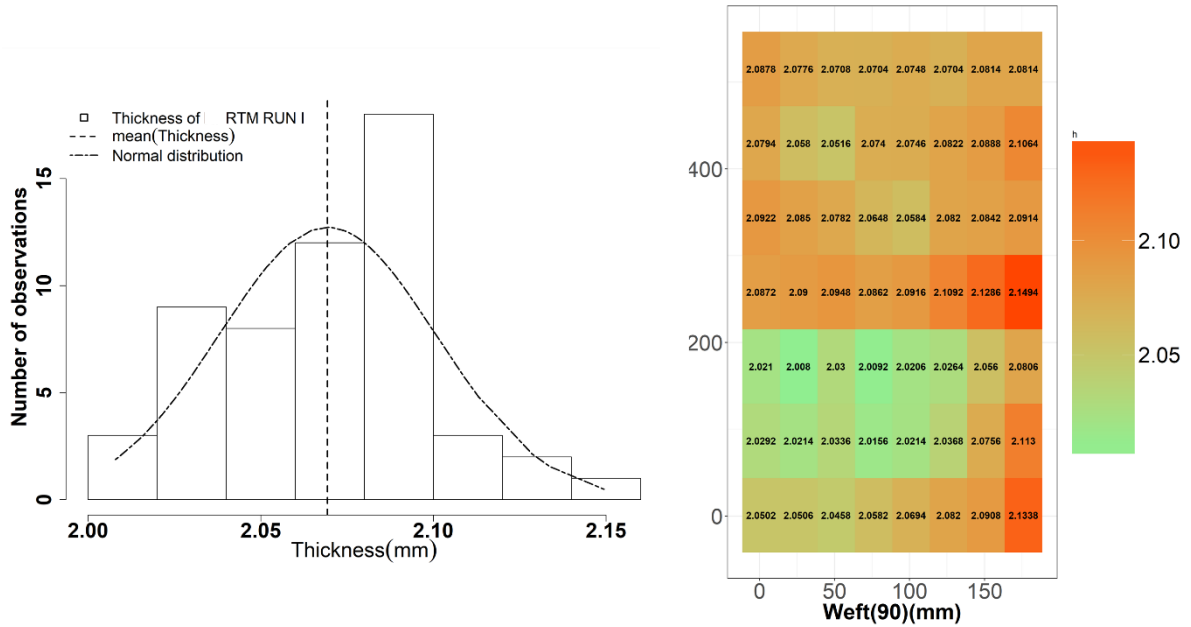 Thickness of RTM RUN I
mean(Thickness)
Normal distribution
Number of observations
15
10
5
0
2.00
2.05
2.10
2.15
Thickness(mm)
2.0878 2.0776 2.0708 2.0704 2.0748 2.0704 2.0814 2.0814
2.0794 2.058 2.0516 2.074 2.0746 2.0822 2.0888 2.1064
2.0922 2.085 2.0782 2.0648 2.0584 2.082 2.0842 2.0914
2.0872 2.09 2.0948 2.0862 2.0916 2.1092 2.1286 2.1494
2.021 2.008 2.03 2.0092 2.0206 2.0264 2.056 2.0806
2.0292 2.0214 2.0336 2.0156 2.0214 2.0368 2.0756 2.113
2.0502 2.0506 2.0458 2.0582 2.0694 2.082 2.0908 2.1338
400
200
0
0 50 100 150
Weft(90)(mm)
h
2.10
2.05